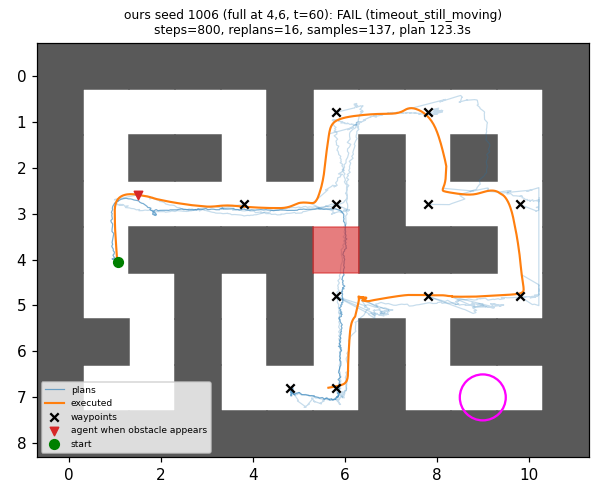 ours seed 1006 (full at 4,6, t=60): FAIL (timeout_still_moving)
steps=800, replans=16, samples=137, plan 123.3s
0
1
2
3
4
5
6
7
8
plans
executed
waypoints
agent when obstacle appears
start
0 2 4 6 8 10